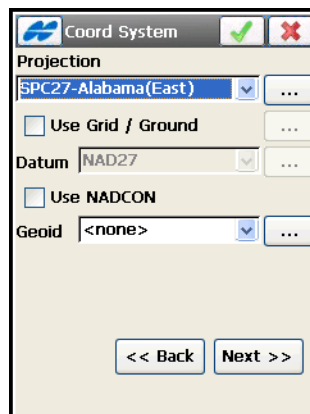 Coord System
Projection
SPC27-Alabama(East)
...
Use Grid / Ground
...
Datum NAD27
...
Use NADCON
Geoid <none>
...
<< Back Next >>